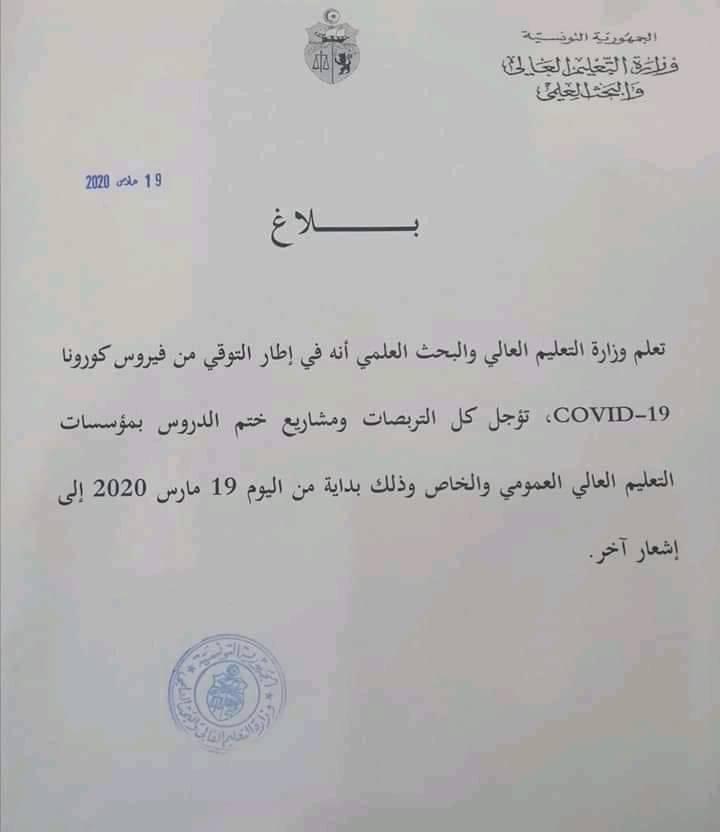 الجمهورية التونسية
وزارة التعليم العالي
والبحث العلمي
19 مارس 2020
بـــــــلاغ
تعلم وزارة التعليم العالي والبحث العلمي أنه في إطار التوقي من فيروس كورونا
COVID-19، تؤجل كل التربصات ومشاريع ختم الدروس بمؤسسات
التعليم العالي العمومي والخاص وذلك بداية من اليوم 19 مارس 2020 إلى
إشعار آخر.
الجمهورية التونسية
وزارة التعليم العالي والبحث العلمي